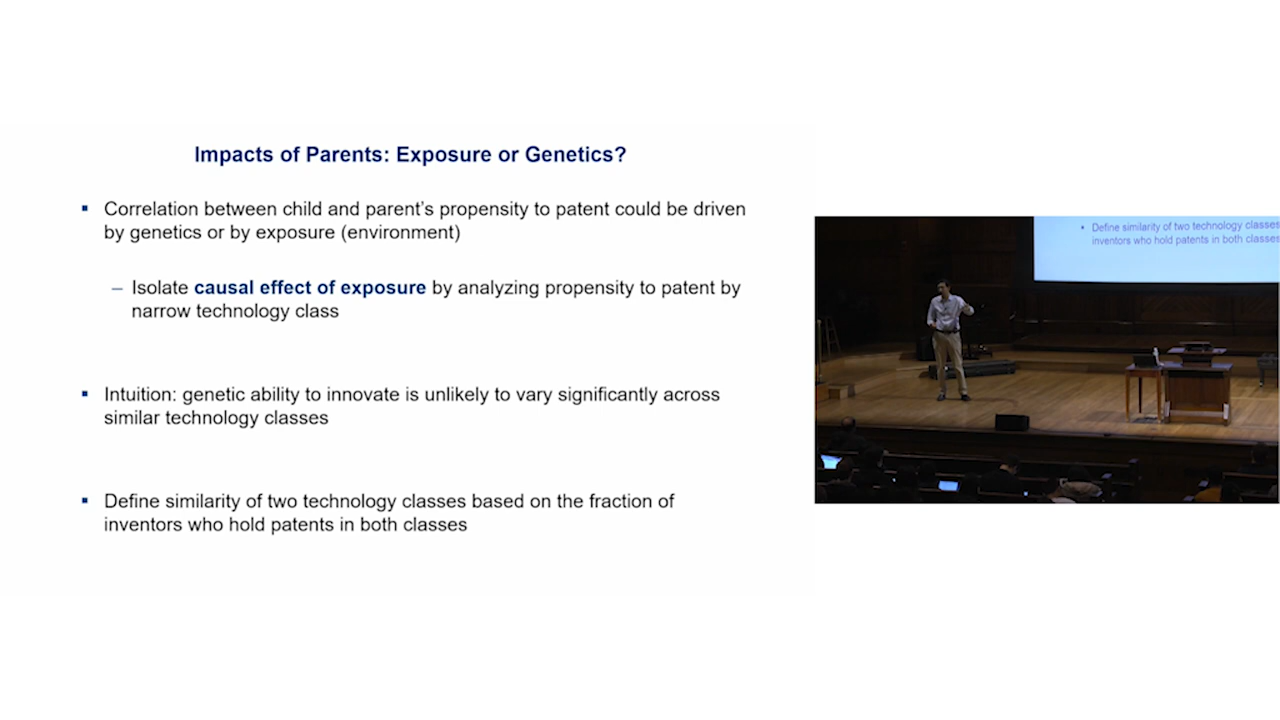 Impacts of Parents: Exposure or Genetics?
▪ Correlation between child and parent's propensity to patent could be driven
by genetics or by exposure (environment)
– Isolate causal effect of exposure by analyzing propensity to patent by
narrow technology class
▪ Intuition: genetic ability to innovate is unlikely to vary significantly across
similar technology classes
▪ Define similarity of two technology classes based on the fraction of
inventors who hold patents in both classes
• Define similarity of two technology classes
inventors who hold patents in both classes